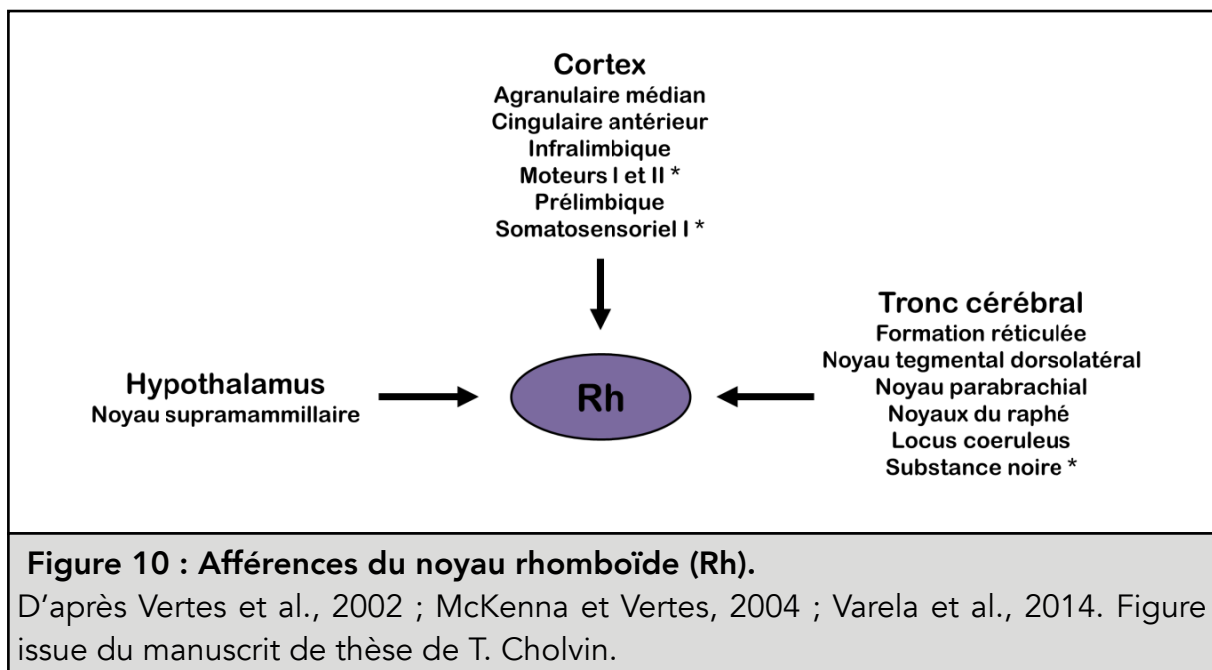 Cortex
Agranulaire médian
Cingulaire antérieur
Infralimbique
Moteurs I et II *
Prélimbique
Somatosensoriel I *
Hypothalamus
Noyau supramammillaire
Rh
Tronc cérébral
Formation réticulée
Noyau tegmental dorsolatéral
Noyau parabrachial
Noyaux du raphé
Locus coeruleus
Substance noire *
Figure 10 : Afférences du noyau rhomboïde (Rh).
D’après Vertes et al., 2002 ; McKenna et Vertes, 2004 ; Varela et al., 2014. Figure
issue du manuscrit de thèse de T. Cholvin.